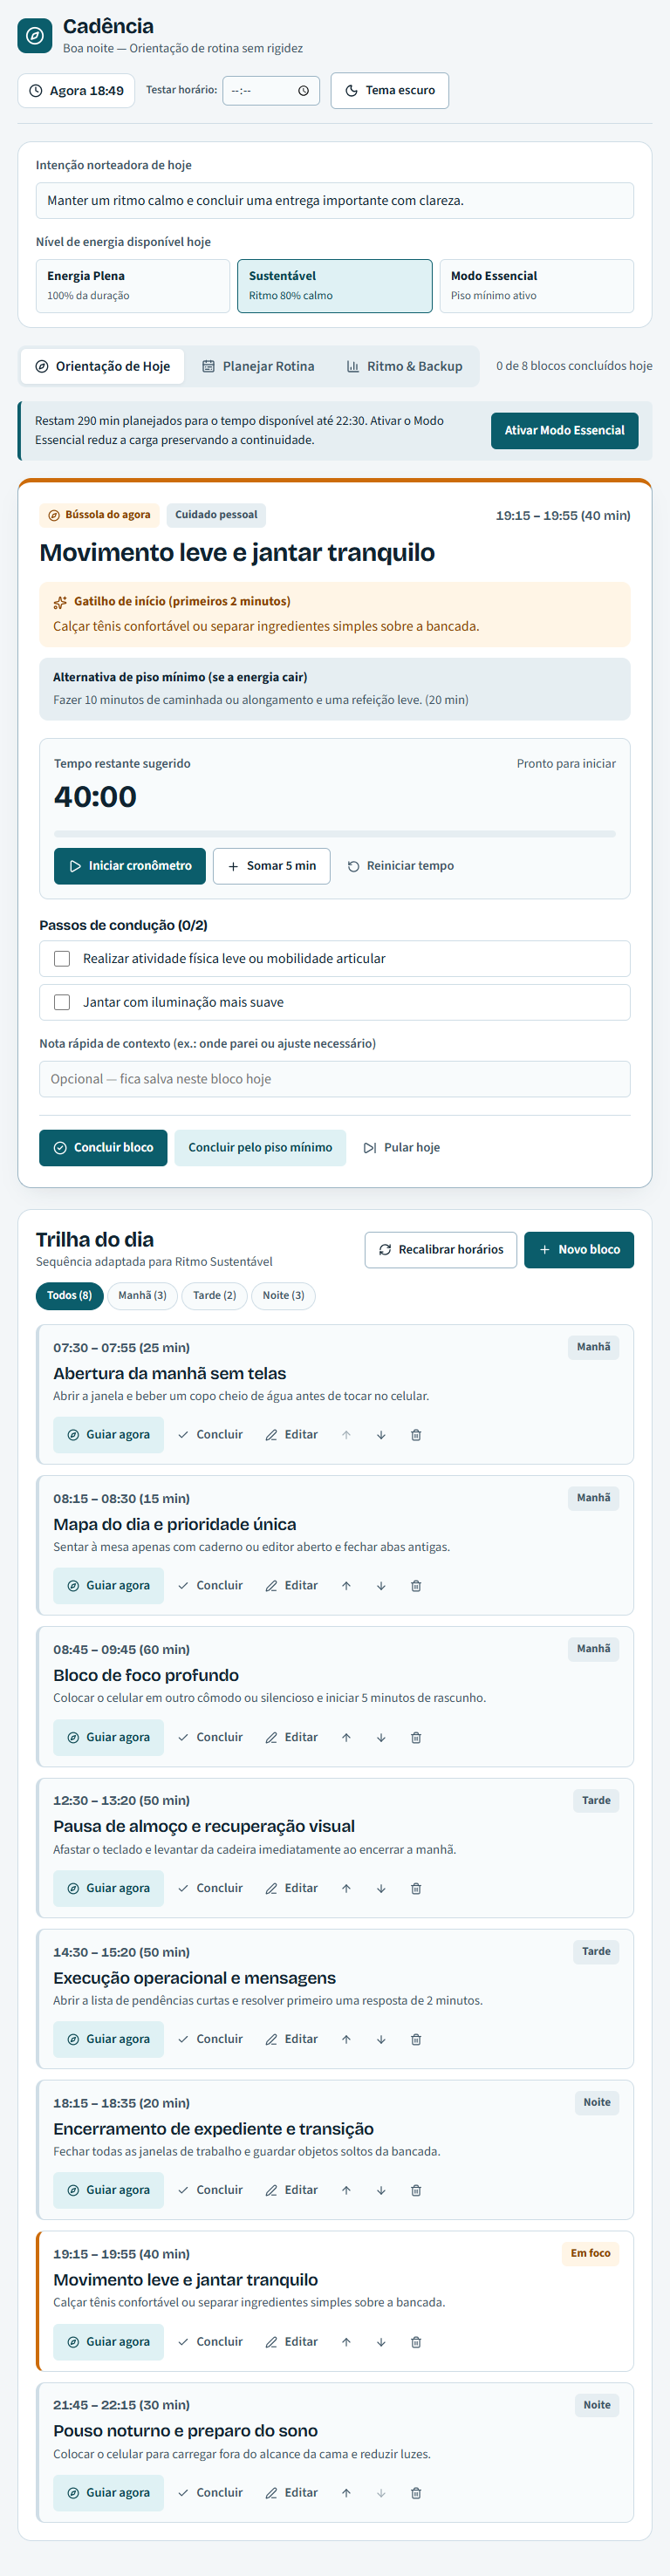 Cadência
Boa noite — Orientação de rotina sem rigidez
Agora 18:49
Testar horário:
--:--
Tema escuro
Intenção norteadora de hoje
Manter um ritmo calmo e concluir uma entrega importante com clareza.
Nível de energia disponível hoje
Energia Plena
100% da duração
Sustentável
Ritmo 80% calmo
Modo Essencial
Piso mínimo ativo
Orientação de Hoje
Planejar Rotina
Ritmo & Backup
0 de 8 blocos concluídos hoje
Restam 290 min planejados para o tempo disponível até 22:30. Ativar o Modo
Essencial reduz a carga preservando a continuidade.
Ativar Modo Essencial
Bússola do agora
Cuidado pessoal
19:15 – 19:55 (40 min)
Movimento leve e jantar tranquilo
Gatilho de início (primeiros 2 minutos)
Calçar tênis confortável ou separar ingredientes simples sobre a bancada.
Alternativa de piso mínimo (se a energia cair)
Fazer 10 minutos de caminhada ou alongamento e uma refeição leve. (20 min)
Tempo restante sugerido
Pronto para iniciar
40:00
Iniciar cronômetro
Somar 5 min
Reiniciar tempo
Passos de condução (0/2)
Realizar atividade física leve ou mobilidade articular
Jantar com iluminação mais suave
Nota rápida de contexto (ex.: onde parei ou ajuste necessário)
Opcional — fica salva neste bloco hoje
Concluir bloco
Concluir pelo piso mínimo
Pular hoje
Trilha do dia
Sequência adaptada para Ritmo Sustentável
Recalibrar horários
Novo bloco
Todos (8)
Manhã (3)
Tarde (2)
Noite (3)
07:30 – 07:55 (25 min)
Manhã
Abertura da manhã sem telas
Abrir a janela e beber um copo cheio de água antes de tocar no celular.
Guiar agora
Concluir
Editar
08:15 – 08:30 (15 min)
Manhã
Mapa do dia e prioridade única
Sentar à mesa apenas com caderno ou editor aberto e fechar abas antigas.
Guiar agora
Concluir
Editar
08:45 – 09:45 (60 min)
Manhã
Bloco de foco profundo
Colocar o celular em outro cômodo ou silencioso e iniciar 5 minutos de rascunho.
Guiar agora
Concluir
Editar
12:30 – 13:20 (50 min)
Tarde
Pausa de almoço e recuperação visual
Afastar o teclado e levantar da cadeira imediatamente ao encerrar a manhã.
Guiar agora
Concluir
Editar
14:30 – 15:20 (50 min)
Tarde
Execução operacional e mensagens
Abrir a lista de pendências curtas e resolver primeiro uma resposta de 2 minutos.
Guiar agora
Concluir
Editar
18:15 – 18:35 (20 min)
Noite
Encerramento de expediente e transição
Fechar todas as janelas de trabalho e guardar objetos soltos da bancada.
Guiar agora
Concluir
Editar
19:15 – 19:55 (40 min)
Em foco
Movimento leve e jantar tranquilo
Calçar tênis confortável ou separar ingredientes simples sobre a bancada.
Guiar agora
Concluir
Editar
21:45 – 22:15 (30 min)
Noite
Pouso noturno e preparo do sono
Colocar o celular para carregar fora do alcance da cama e reduzir luzes.
Guiar agora
Concluir
Editar